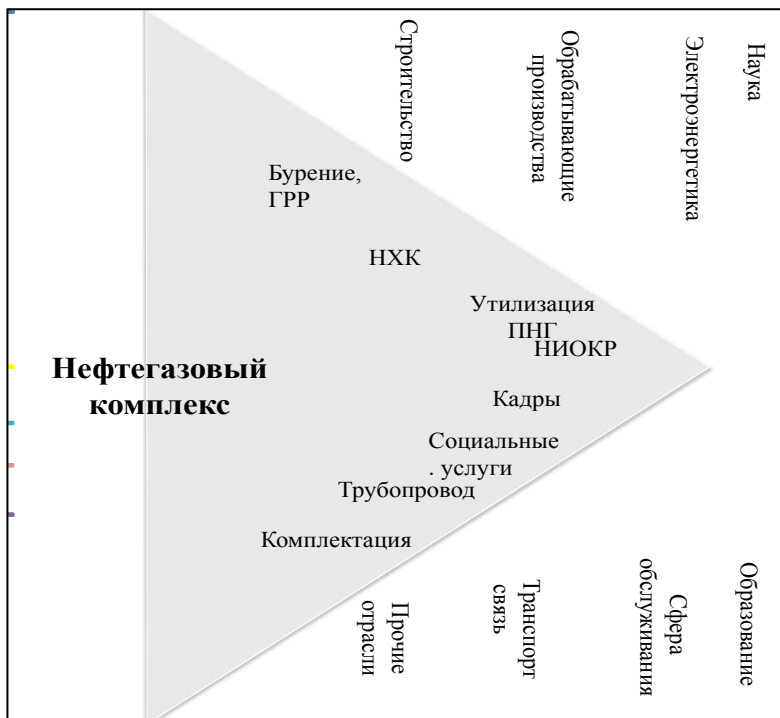 Строительство
Обрабатывающие
производства
Электроэнергетика
Наука
Бурение,
ГРР
НХК
Утилизация
ПНГ
НИОКР
Нефтегазовый
комплекс
Кадры
Социальные
. услуги
Трубопровод
Комплектация
Прочие
отрасли
Транспорт
связь
Сфера
обслуживания
Образование